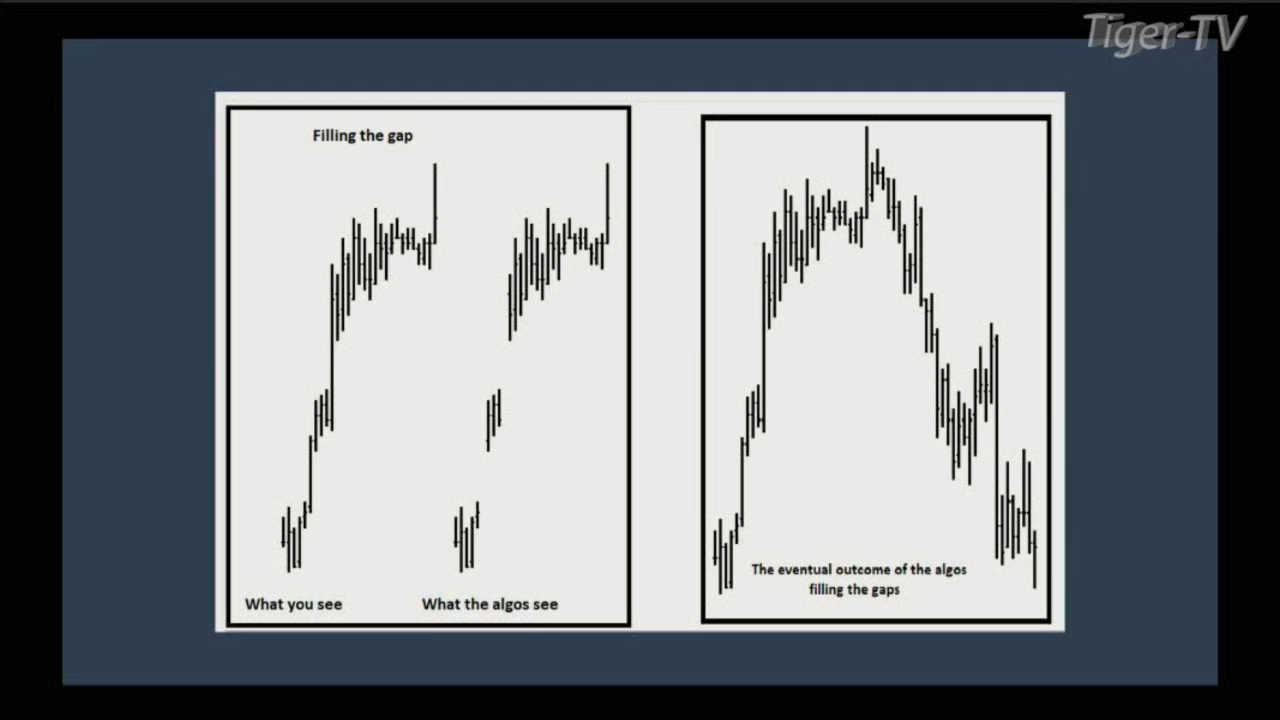 Tiger-TV
Filling the gap
What you see
What the algos see
The eventual outcome of the algos
filling the gaps